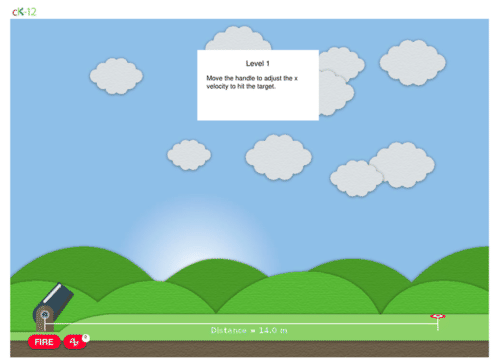 cK-12
Level 1
Move the handle to adjust the x
velocity to hit the target.
Distance = 14.0 m
FIRE